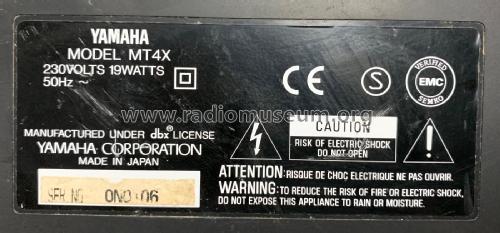 YAMAHA
MODEL MT4X
230VOLTS 19WATTS
50Hz ~
CE
S
VERIFIED
EMC
SEMKO
www.radiomuseum.org
MANUFACTURED UNDER dbx® LICENSE
YAMAHA CORPORATION
MADE IN JAPAN
CAUTION
RISK OF ELECTRIC SHOCK
DO NOT OPEN
SER NO 0NO 06
ATTENTION: RISQUE DE CHOC ELECTRIQUE NE PAS OUVRIR.
WARNING: TO REDUCE THE RISK OF FIRE OR ELECTRIC SHOCK,
DO NOT EXPOSE THIS APPLIANCE TO RAIN OR MOISTURE.